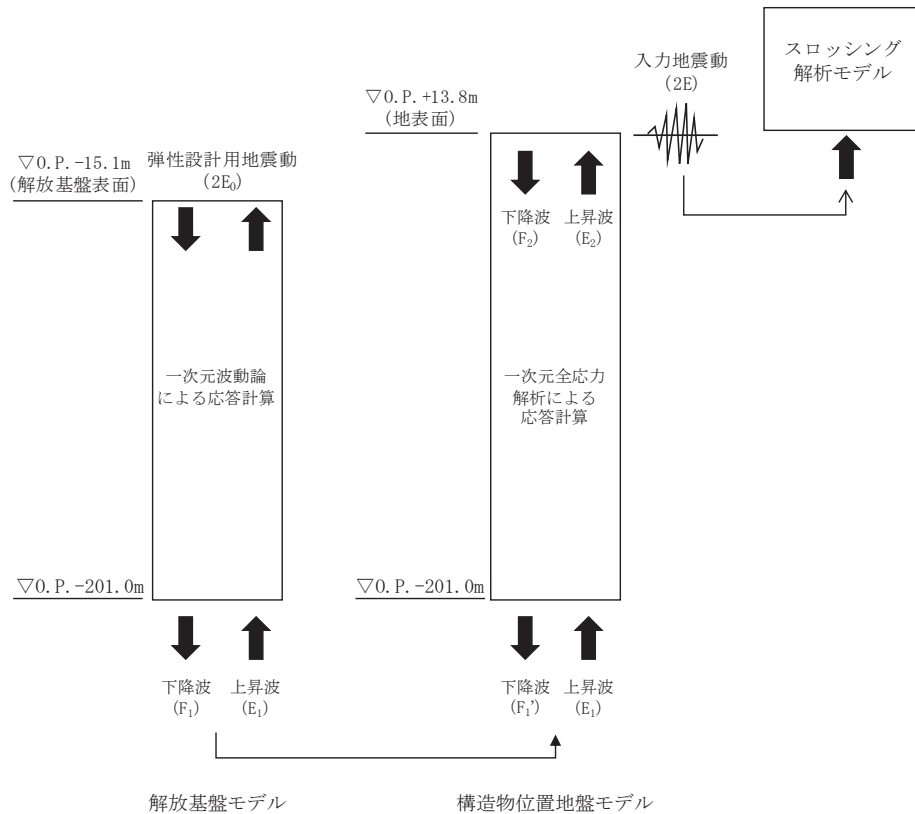 スロッシング
解析モデル
入力地震動
(2E)
▽O.P.+13.8m
(地表面)
▽O.P.-15.1m
(解放基盤表面)
弾性設計用地震動
(2E₀)
下降波
(F₂)
上昇波
(E₂)
一次元波動論
による応答計算
一次元全応力
解析による
応答計算
▽O.P.-201.0m
▽O.P.-201.0m
下降波
(F₁)
上昇波
(E₁)
下降波
(F₁')
上昇波
(E₁)
解放基盤モデル
構造物位置地盤モデル